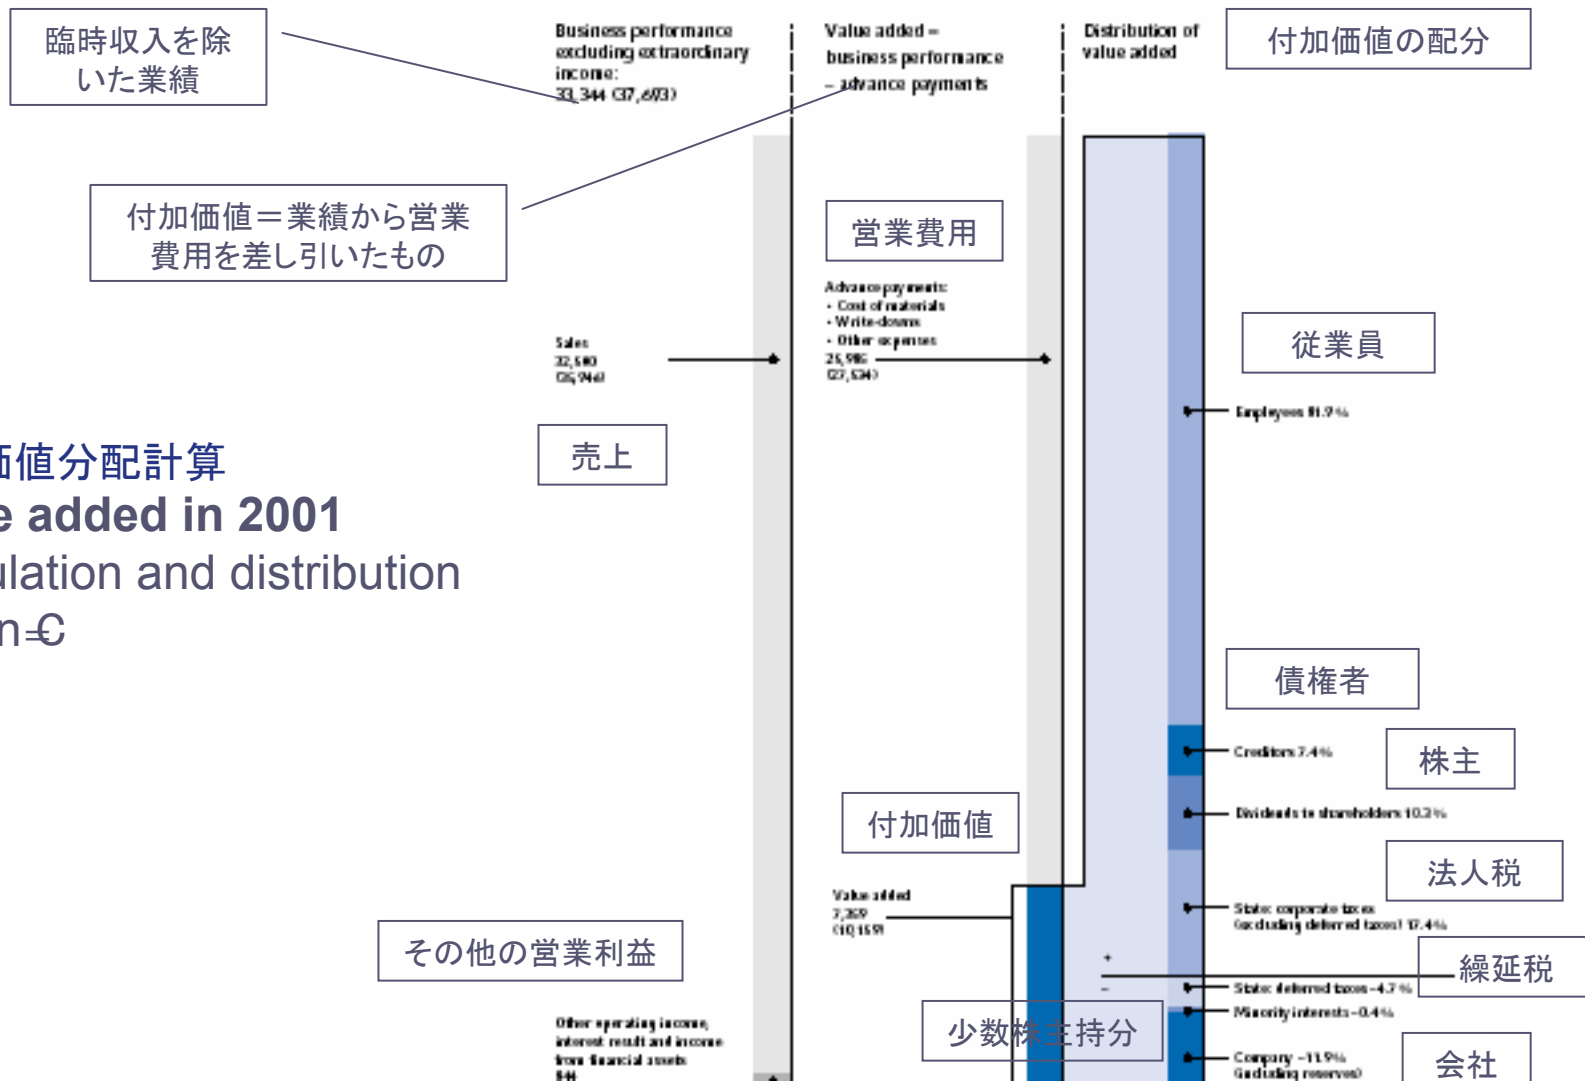 臨時収入を除
いた業績
Business performance
excluding extraordinary
income:
33,344 (37,693)
Value added =
business performance
– advance payments
Distribution of
value added
付加価値の配分
付加価値＝業績から営業
費用を差し引いたもの
営業費用
Advance payments:
• Cost of materials
• Write-downs
• Other expenses
(27,534)
Sales
32,500
従業員
Employees 81.9%
売上
価値分配計算
e added in 2001
ulation and distribution
n €
債権者
Creditors 7.4%
株主
Dividends to shareholders 10.3%
付加価値
法人税
Value added
State: corporate taxes
(excluding deferred taxes) 17.4%
その他の営業利益
繰延税
+
–
State: deferred taxes –4.7%
Minority interests –0.4%
少数株主持分
Other operating income,
interest result and income
from financial assets
Company –11.9%
(including reserves)
会社